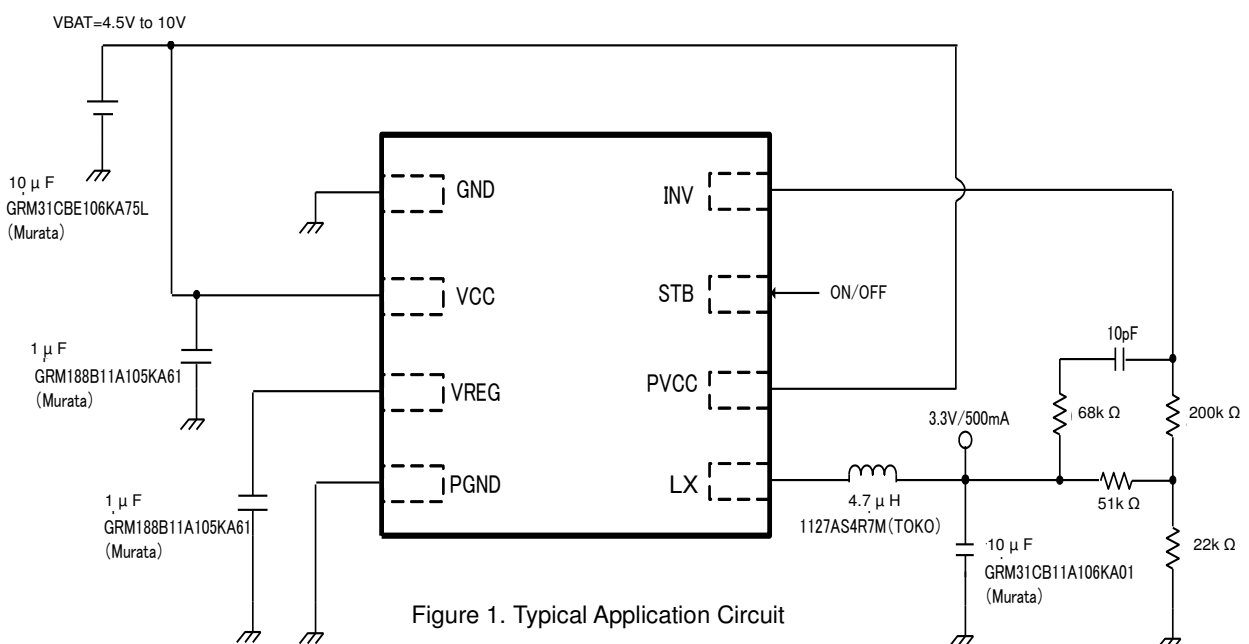 VBAT=4.5V to 10V
10 μ F
GRM31CBE106KA75L
(Murata)
GND
INV
VCC
STB
ON/OFF
1 μ F
GRM188B11A105KA61
(Murata)
10pF
VREG
PVCC
68k Ω
200k Ω
3.3V/500mA
PGND
LX
1 μ F
GRM188B11A105KA61
(Murata)
4.7 μ H
1127AS4R7M(TOKO)
51k Ω
10 μ F
GRM31CB11A106KA01
(Murata)
22k Ω
Figure 1. Typical Application Circuit